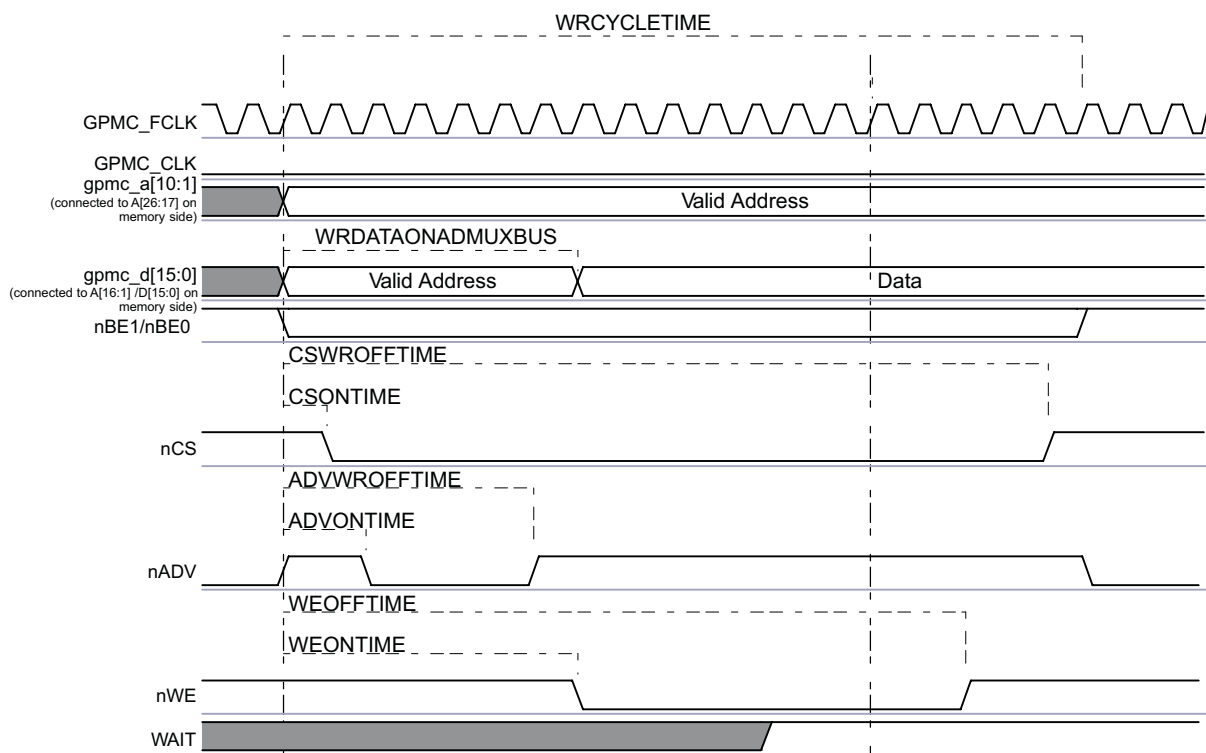 WRCYCLETIME
GPMC_FCLK
GPMC_CLK
gpmc_a[10:1]
(connected to A[26:17] on
memory side)
Valid Address
WRDATAONADMUXBUS
gpmc_d[15:0]
(connected to A[16:1] /D[15:0] on
memory side)
Valid Address
Data
nBE1/nBE0
CSWROFFTIME
CSONTIME
nCS
ADVWROFFTIME
ADVONTIME
nADV
WEOFFTIME
WEONTIME
nWE
WAIT